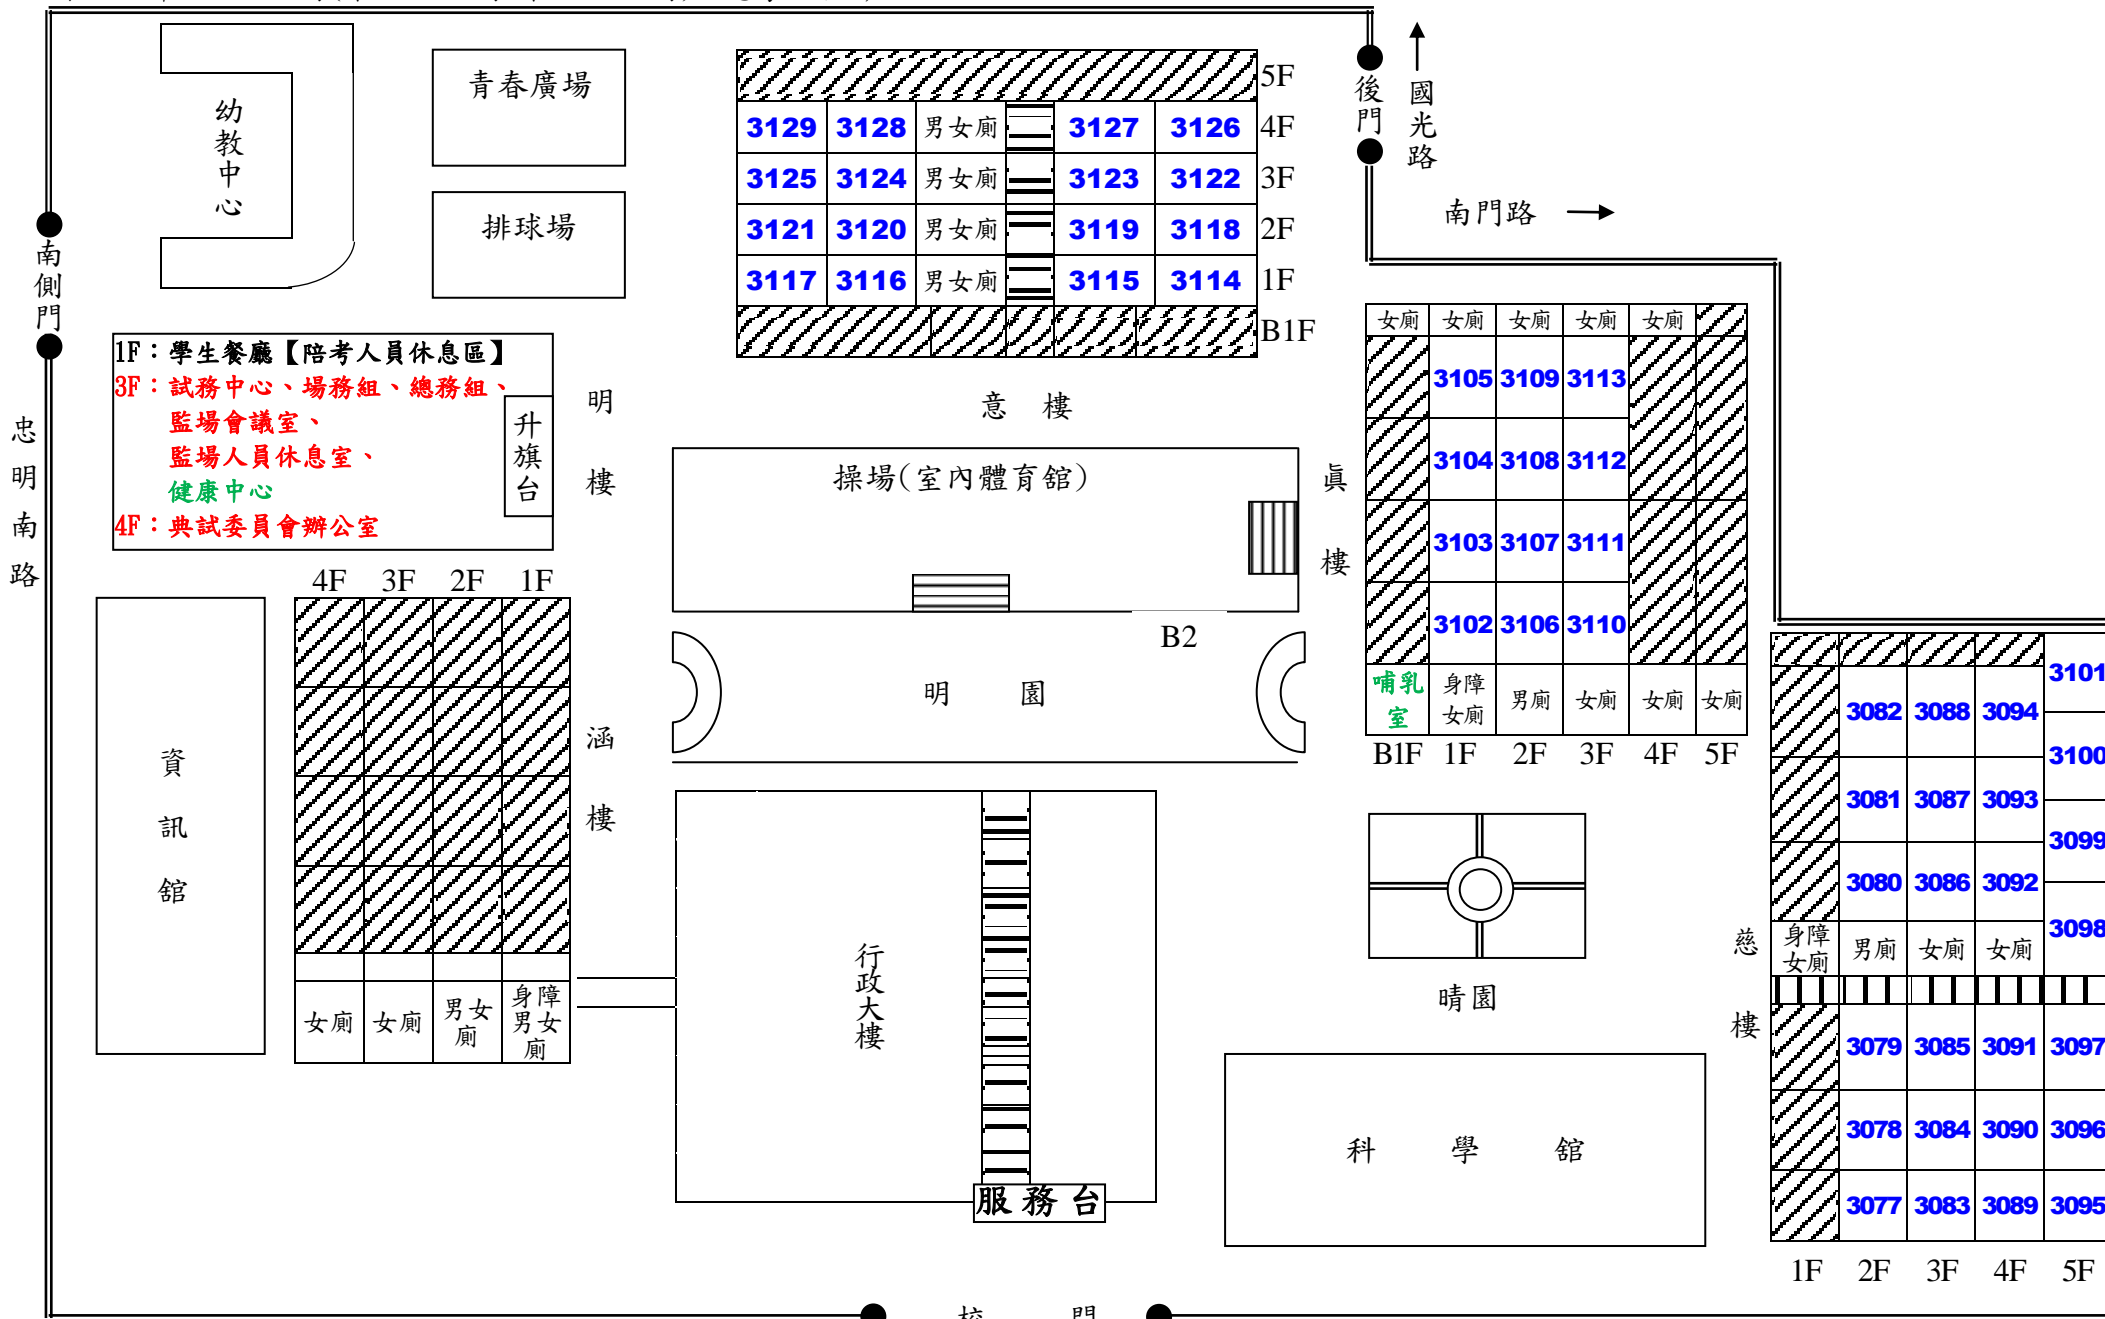 青春廣場
幼教中心
排球場
5F
3129 3128 男女廁 3127 3126 4F
3125 3124 男女廁 3123 3122 3F
3121 3120 男女廁 3119 3118 2F
3117 3116 男女廁 3115 3114 1F
B1F
意 樓
後門
國光路
南門路
南側門
忠明南路
1F：學生餐廳【陪考人員休息區】
3F：試務中心、場務組、總務組、
監場會議室、
監場人員休息室、
健康中心
4F：典試委員會辦公室
升旗台
明樓
操場(室內體育舘)
B2
明 園
真樓
女廁 女廁 女廁 女廁 女廁
3105 3109 3113
3104 3108 3112
3103 3107 3111
3102 3106 3110
哺乳室 身障女廁 男廁 女廁 女廁 女廁
B1F 1F 2F 3F 4F 5F
4F 3F 2F 1F
資訊舘
涵樓
女廁 女廁 男女廁 身障男女廁
行政大樓
服務台
晴園
科 學 舘
慈樓
3101
3082 3088 3094
3100
3081 3087 3093
3099
3080 3086 3092
3098
身障女廁 男廁 女廁 女廁
3079 3085 3091 3097
3078 3084 3090 3096
3077 3083 3089 3095
1F 2F 3F 4F 5F
校 門